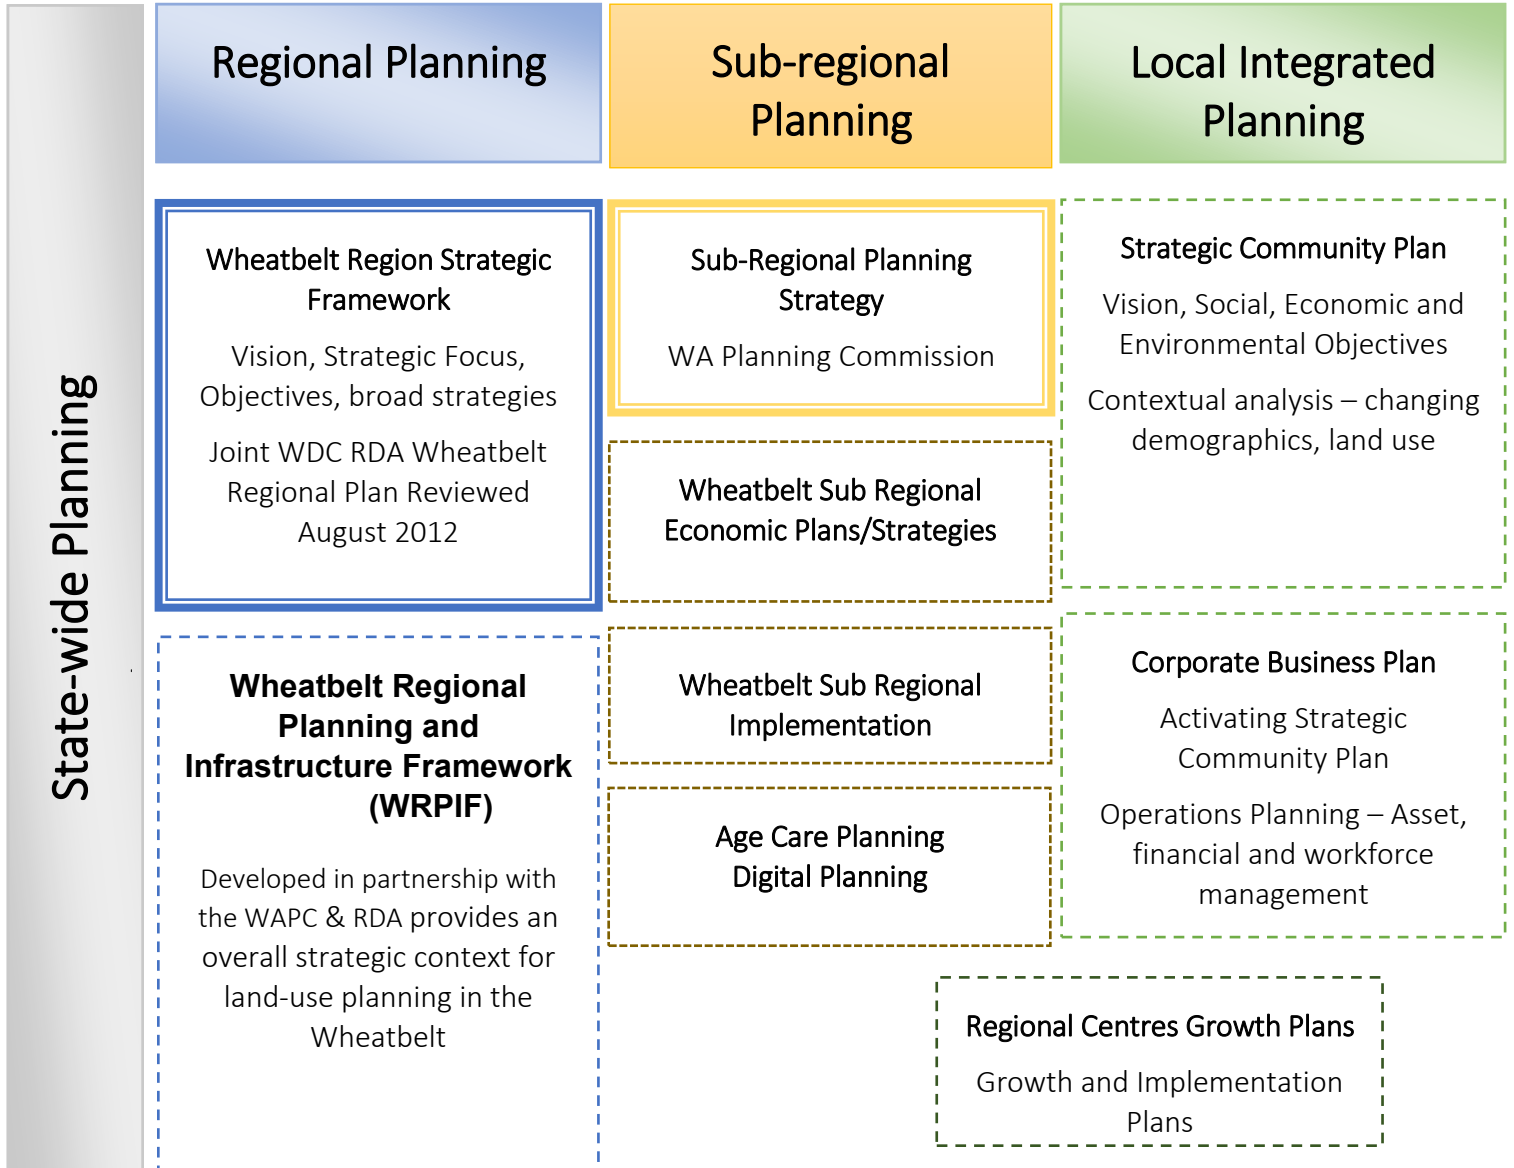 State-wide Planning
Regional Planning
Wheatbelt Region Strategic
Framework
Vision, Strategic Focus,
Objectives, broad strategies
Joint WDC RDA Wheatbelt
Regional Plan Reviewed
August 2012
Wheatbelt Regional
Planning and
Infrastructure Framework
(WRPIF)
Developed in partnership with
the WAPC & RDA provides an
overall strategic context for
land-use planning in the
Wheatbelt
Sub-regional
Planning
Sub-Regional Planning
Strategy
WA Planning Commission
Wheatbelt Sub Regional
Economic Plans/Strategies
Wheatbelt Sub Regional
Implementation
Age Care Planning
Digital Planning
Local Integrated
Planning
Strategic Community Plan
Vision, Social, Economic and
Environmental Objectives
Contextual analysis – changing
demographics, land use
Corporate Business Plan
Activating Strategic
Community Plan
Operations Planning – Asset,
financial and workforce
management
Regional Centres Growth Plans
Growth and Implementation
Plans